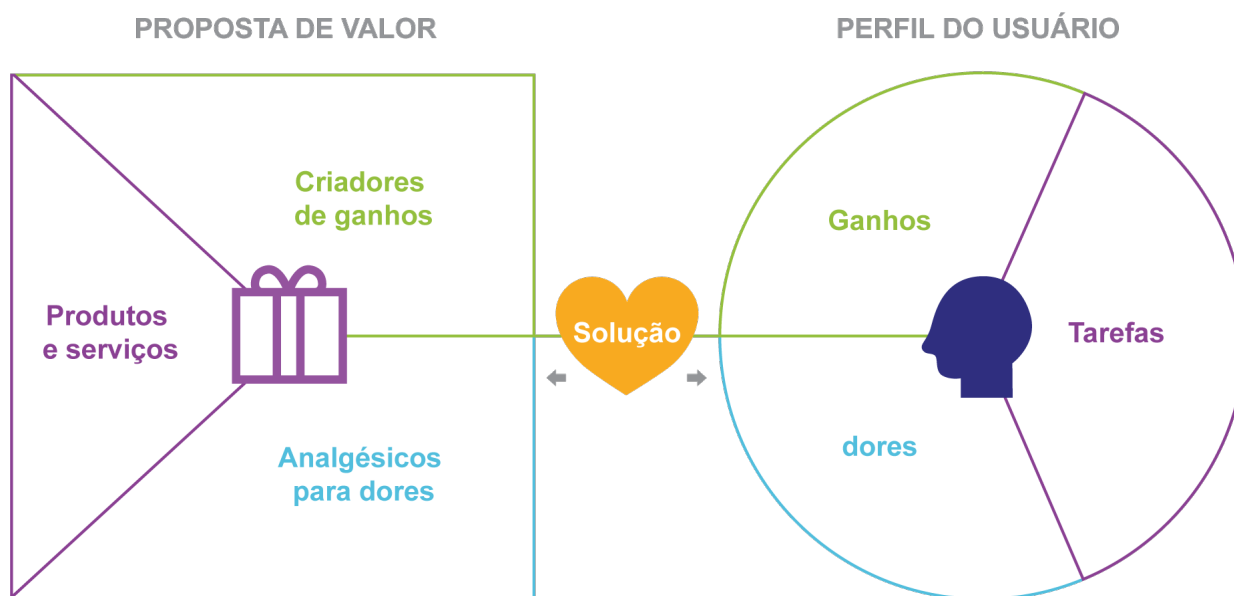 PROPOSTA DE VALOR
PERFIL DO USUÁRIO
Criadores
de ganhos
Produtos
e serviços
Analgésicos
para dores
Solução
Ganhos
Tarefas
dores